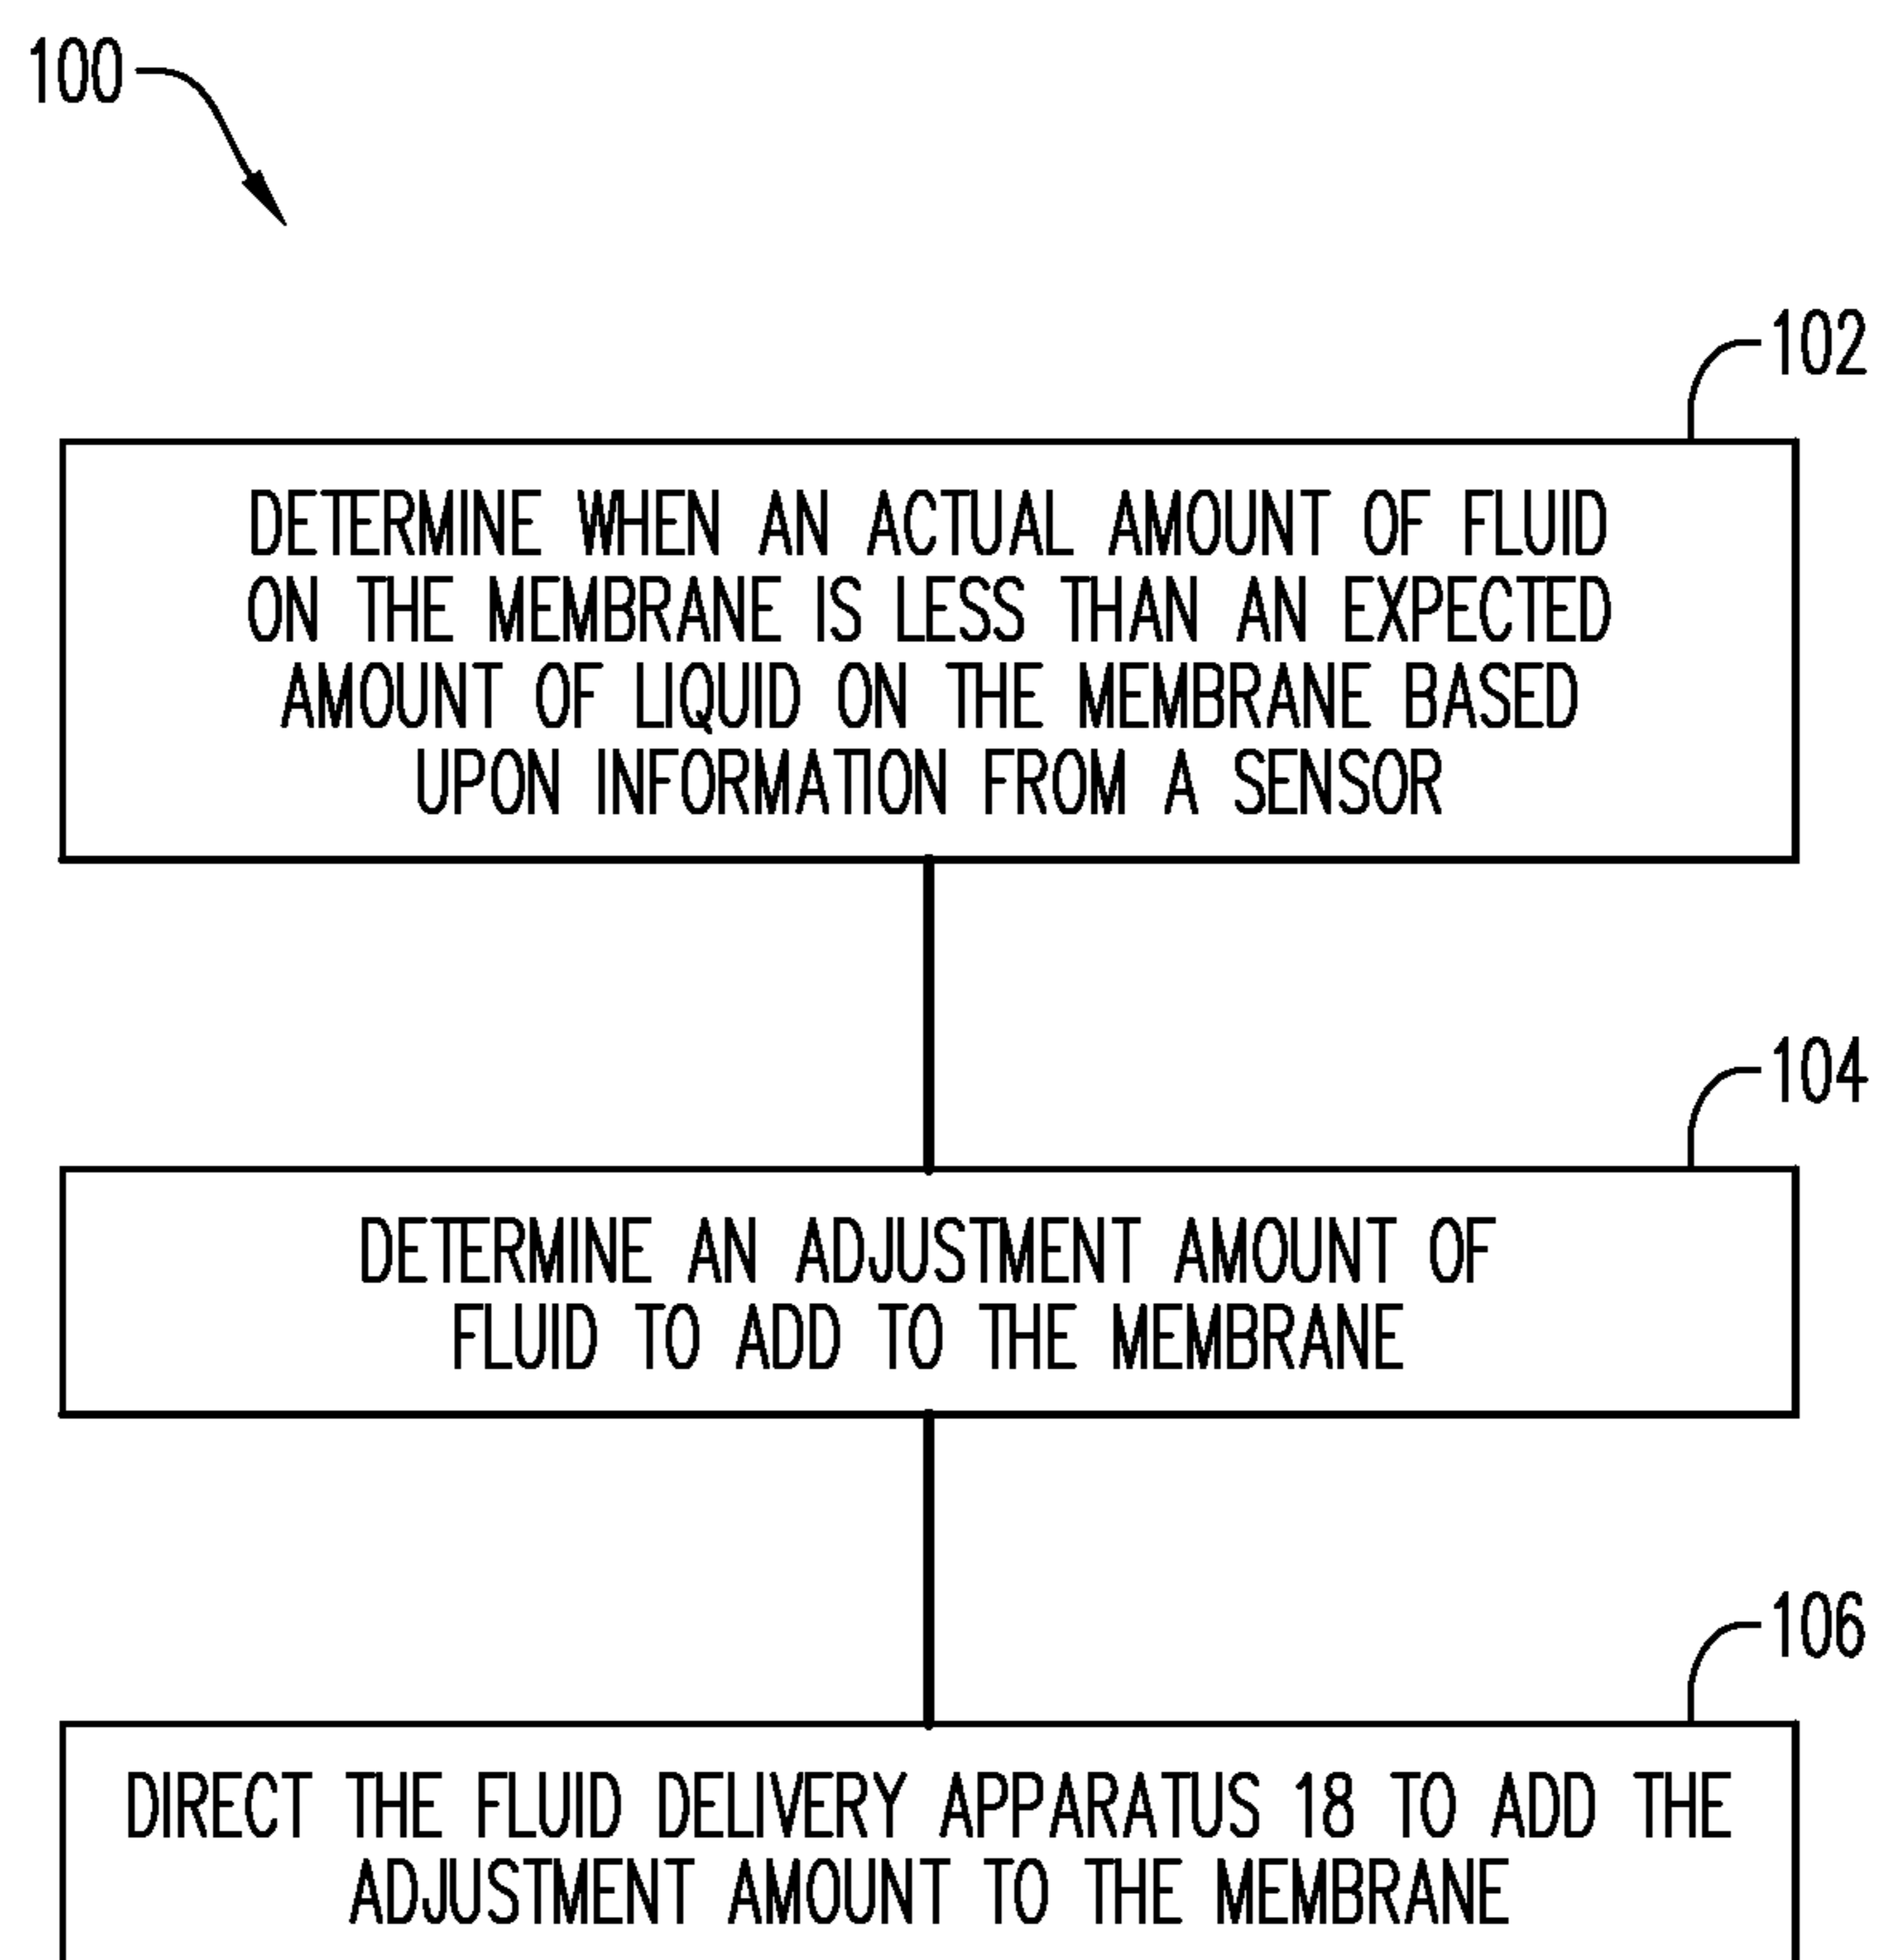 100
102
DETERMINE WHEN AN ACTUAL AMOUNT OF FLUID
ON THE MEMBRANE IS LESS THAN AN EXPECTED
AMOUNT OF LIQUID ON THE MEMBRANE BASED
UPON INFORMATION FROM A SENSOR
104
DETERMINE AN ADJUSTMENT AMOUNT OF
FLUID TO ADD TO THE MEMBRANE
106
DIRECT THE FLUID DELIVERY APPARATUS 18 TO ADD THE
ADJUSTMENT AMOUNT TO THE MEMBRANE